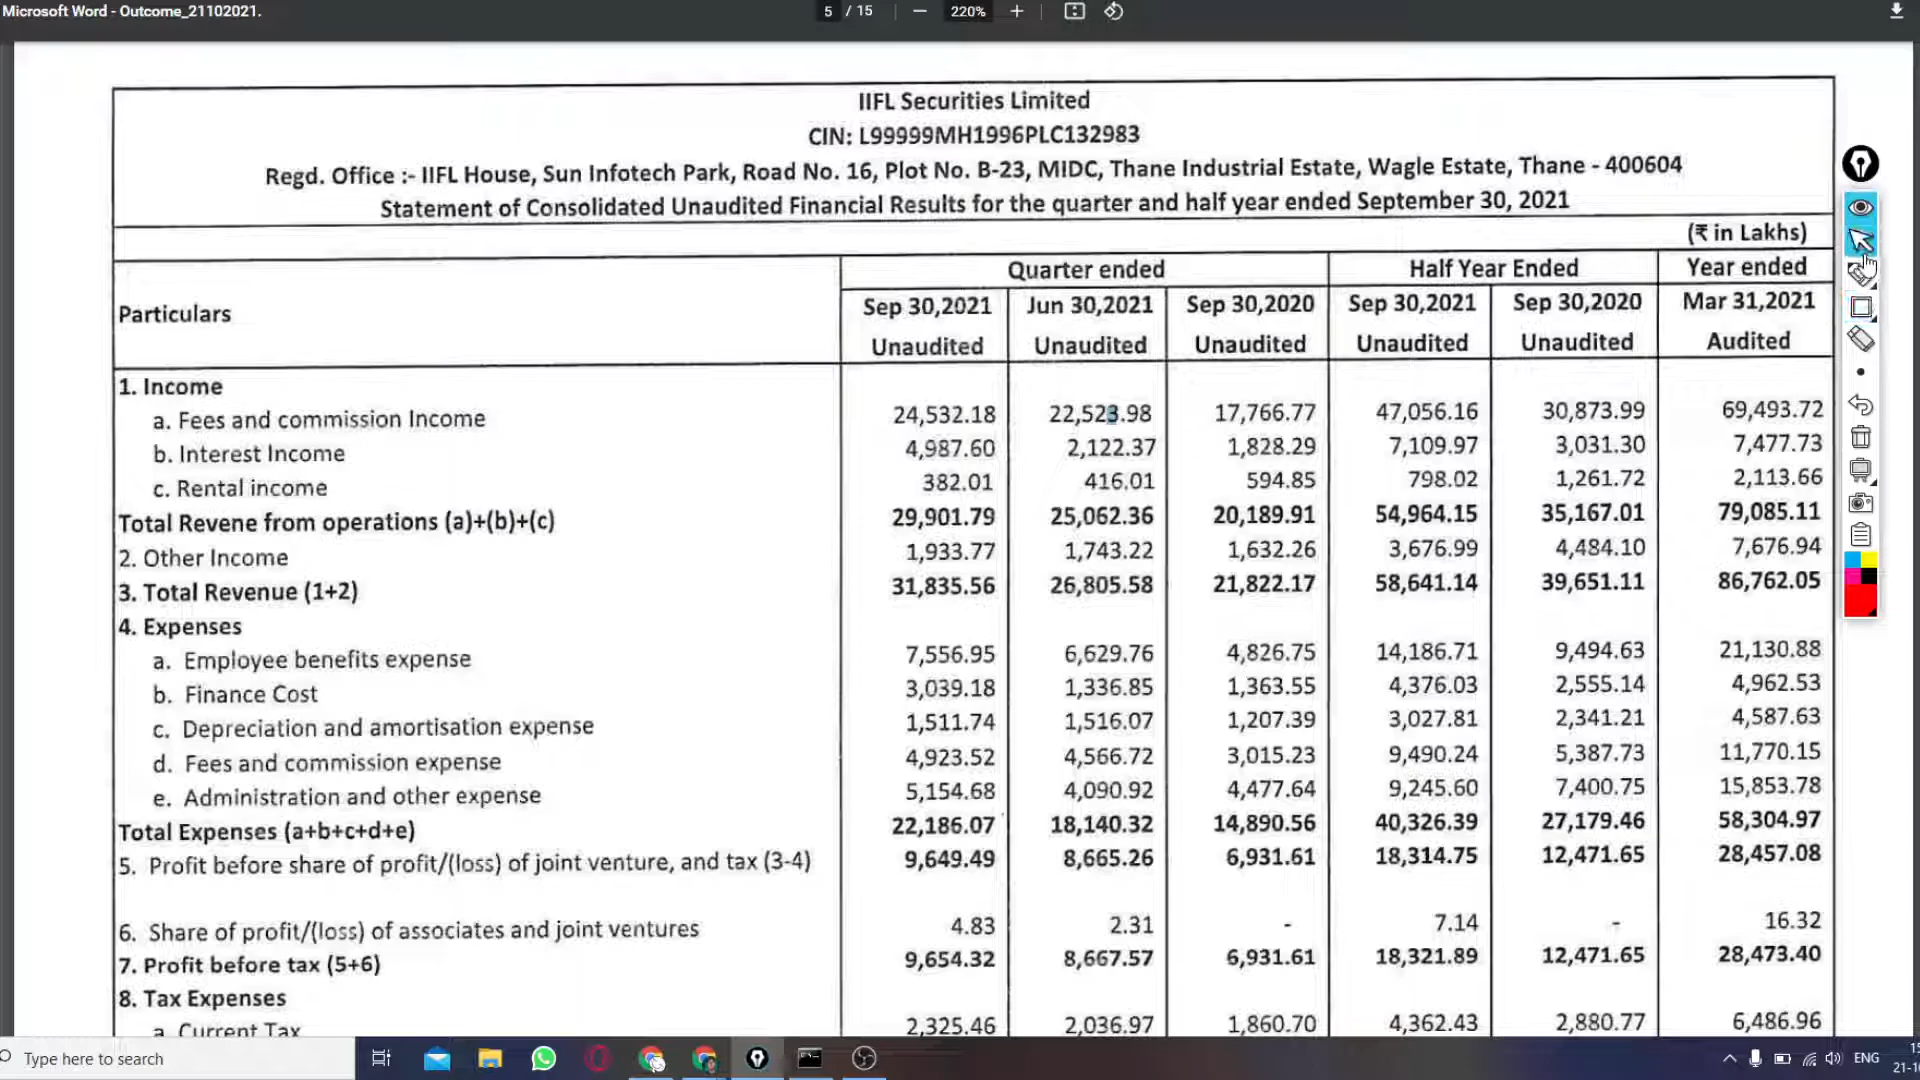 Microsoft Word - Outcome_21102021.
5 / 15
220%
IIFL Securities Limited
CIN: L99999MH1996PLC132983
Regd. Office :- IIFL House, Sun Infotech Park, Road No. 16, Plot No. B-23, MIDC, Thane Industrial Estate, Wagle Estate, Thane - 400604
Statement of Consolidated Unaudited Financial Results for the quarter and half year ended September 30, 2021
(₹ in Lakhs)
Particulars Quarter ended Half Year Ended Year ended
Sep 30,2021 Jun 30,2021 Sep 30,2020 Sep 30,2021 Sep 30,2020 Mar 31,2021
Unaudited Unaudited Unaudited Unaudited Unaudited Audited
1. Income
a. Fees and commission Income 24,532.18 22,523.98 17,766.77 47,056.16 30,873.99 69,493.72
b. Interest Income 4,987.60 2,122.37 1,828.29 7,109.97 3,031.30 7,477.73
c. Rental income 382.01 416.01 594.85 798.02 1,261.72 2,113.66
Total Revene from operations (a)+(b)+(c) 29,901.79 25,062.36 20,189.91 54,964.15 35,167.01 79,085.11
2. Other Income 1,933.77 1,743.22 1,632.26 3,676.99 4,484.10 7,676.94
3. Total Revenue (1+2) 31,835.56 26,805.58 21,822.17 58,641.14 39,651.11 86,762.05
4. Expenses
a. Employee benefits expense 7,556.95 6,629.76 4,826.75 14,186.71 9,494.63 21,130.88
b. Finance Cost 3,039.18 1,336.85 1,363.55 4,376.03 2,555.14 4,962.53
c. Depreciation and amortisation expense 1,511.74 1,516.07 1,207.39 3,027.81 2,341.21 4,587.63
d. Fees and commission expense 4,923.52 4,566.72 3,015.23 9,490.24 5,387.73 11,770.15
e. Administration and other expense 5,154.68 4,090.92 4,477.64 9,245.60 7,400.75 15,853.78
Total Expenses (a+b+c+d+e) 22,186.07 18,140.32 14,890.56 40,326.39 27,179.46 58,304.97
5. Profit before share of profit/(loss) of joint venture, and tax (3-4) 9,649.49 8,665.26 6,931.61 18,314.75 12,471.65 28,457.08
6. Share of profit/(loss) of associates and joint ventures 4.83 2.31 - 7.14 - 16.32
7. Profit before tax (5+6) 9,654.32 8,667.57 6,931.61 18,321.89 12,471.65 28,473.40
8. Tax Expenses
a. Current Tax 2,325.46 2,036.97 1,860.70 4,362.43 2,880.77 6,486.96
Type here to search
ENG